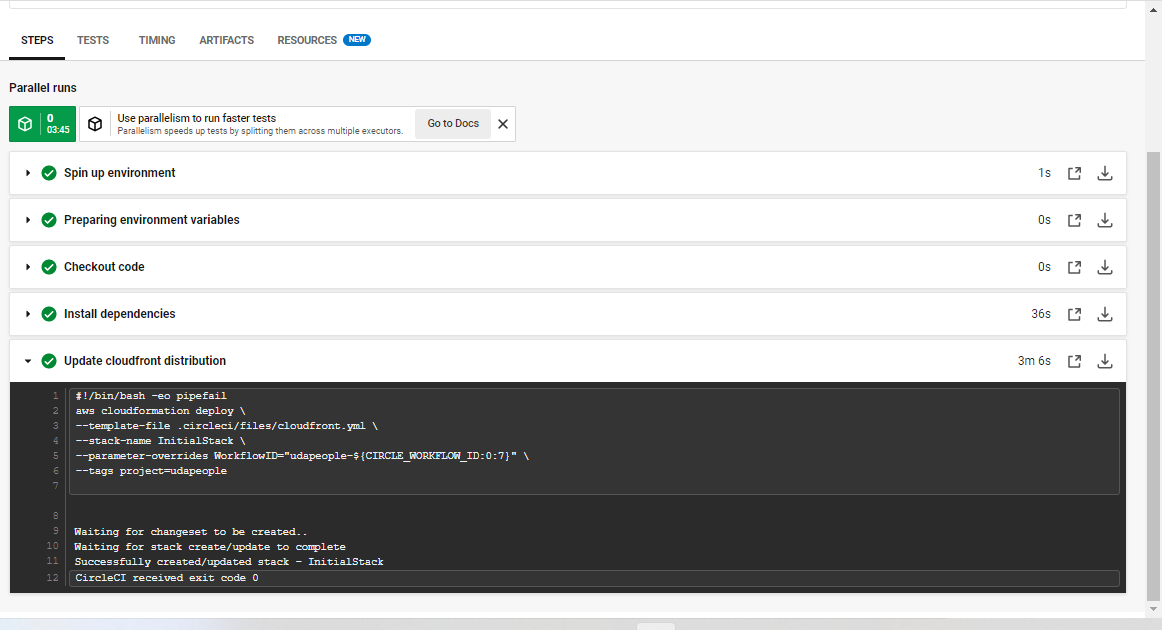 STEPS TESTS TIMING ARTIFACTS RESOURCES NEW
Parallel runs
0
03:45
Use parallelism to run faster tests
Parallelism speeds up tests by splitting them across multiple executors.
Go to Docs
Spin up environment 1s
Preparing environment variables 0s
Checkout code 0s
Install dependencies 36s
Update cloudfront distribution 3m 6s
1 #!/bin/bash -eo pipefail
2 aws cloudformation deploy \
3 --template-file .circleci/files/cloudfront.yml \
4 --stack-name InitialStack \
5 --parameter-overrides WorkflowID="udapeople-${CIRCLE_WORKFLOW_ID:0:7}" \
6 --tags project=udapeople
7
8
9 Waiting for changeset to be created..
10 Waiting for stack create/update to complete
11 Successfully created/updated stack - InitialStack
12 CircleCI received exit code 0